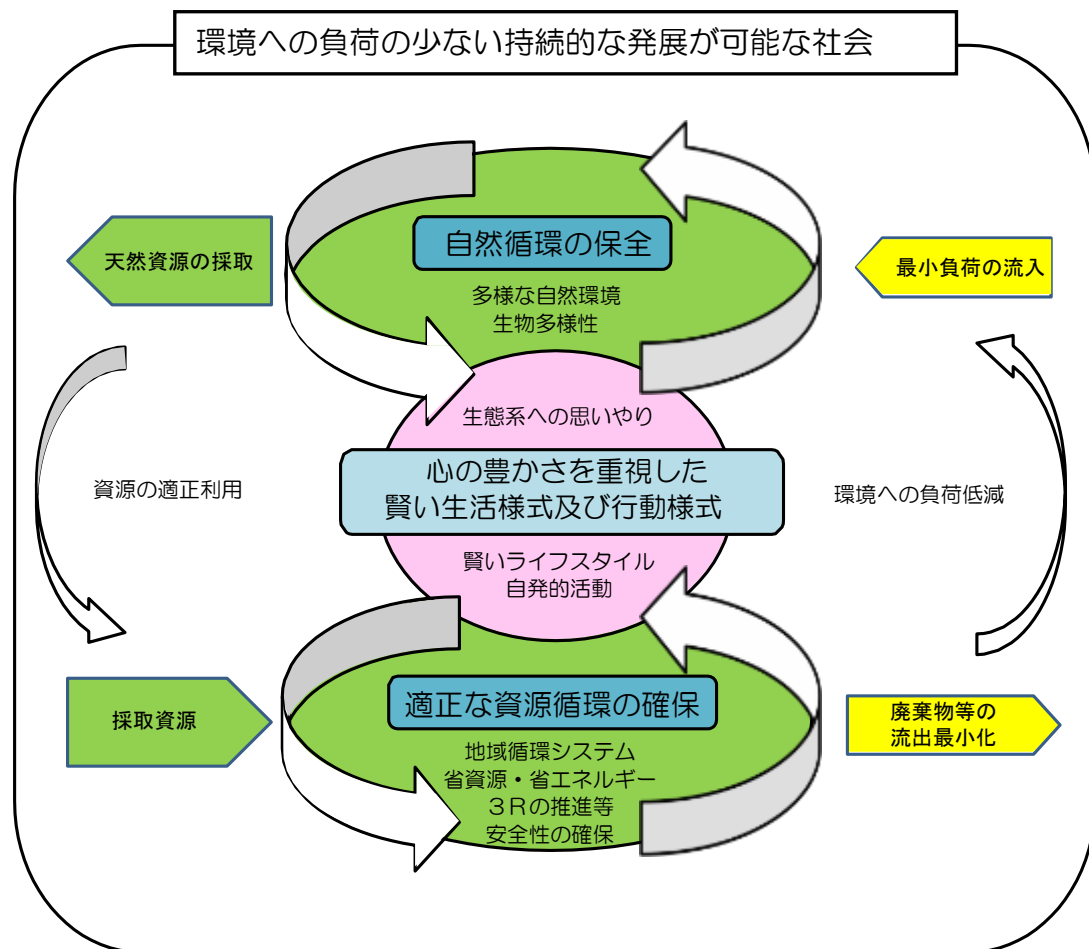 環境への負荷の少ない持続的な発展が可能な社会
自然循環の保全
天然資源の採取
最小負荷の流入
多様な自然環境
生物多様性
生態系への思いやり
心の豊かさを重視した
賢い生活様式及び行動様式
資源の適正利用
環境への負荷低減
賢いライフスタイル
自発的活動
適正な資源循環の確保
採取資源
廃棄物等の
流出最小化
地域循環システム
省資源・省エネルギー
３Ｒの推進等
安全性の確保